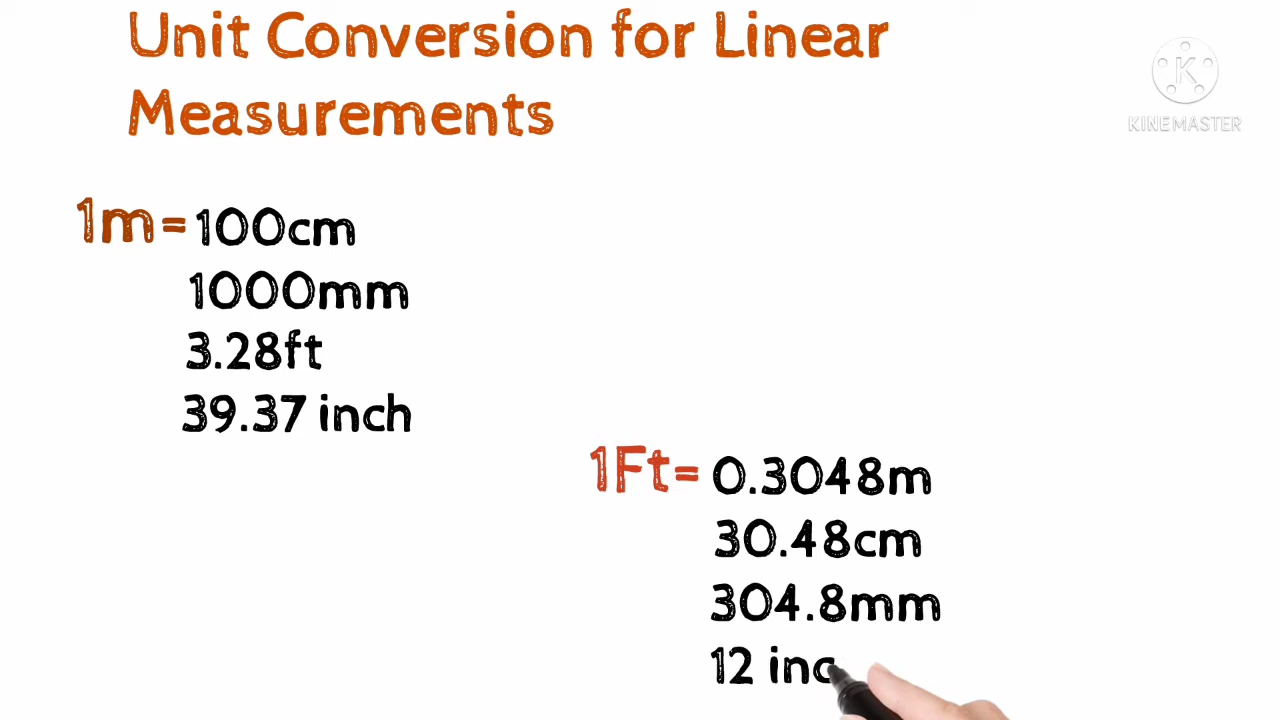 Unit Conversion for Linear
Measurements
KINEMASTER
1m= 100cm
1000mm
3.28ft
39.37 inch
1Ft= 0.3048m
30.48cm
304.8mm
12 inc